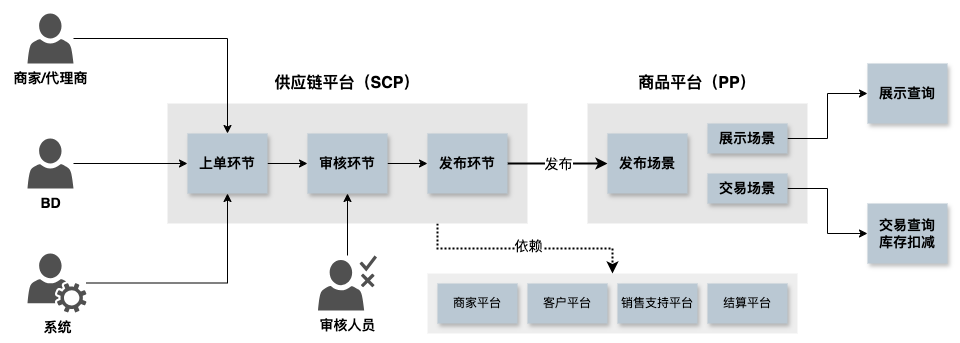 商家/代理商
BD
系统
供应链平台（SCP）
上单环节
审核环节
发布环节
审核人员
发布
依赖
商家平台
客户平台
销售支持平台
结算平台
商品平台（PP）
发布场景
展示场景
交易场景
展示查询
交易查询
库存扣减